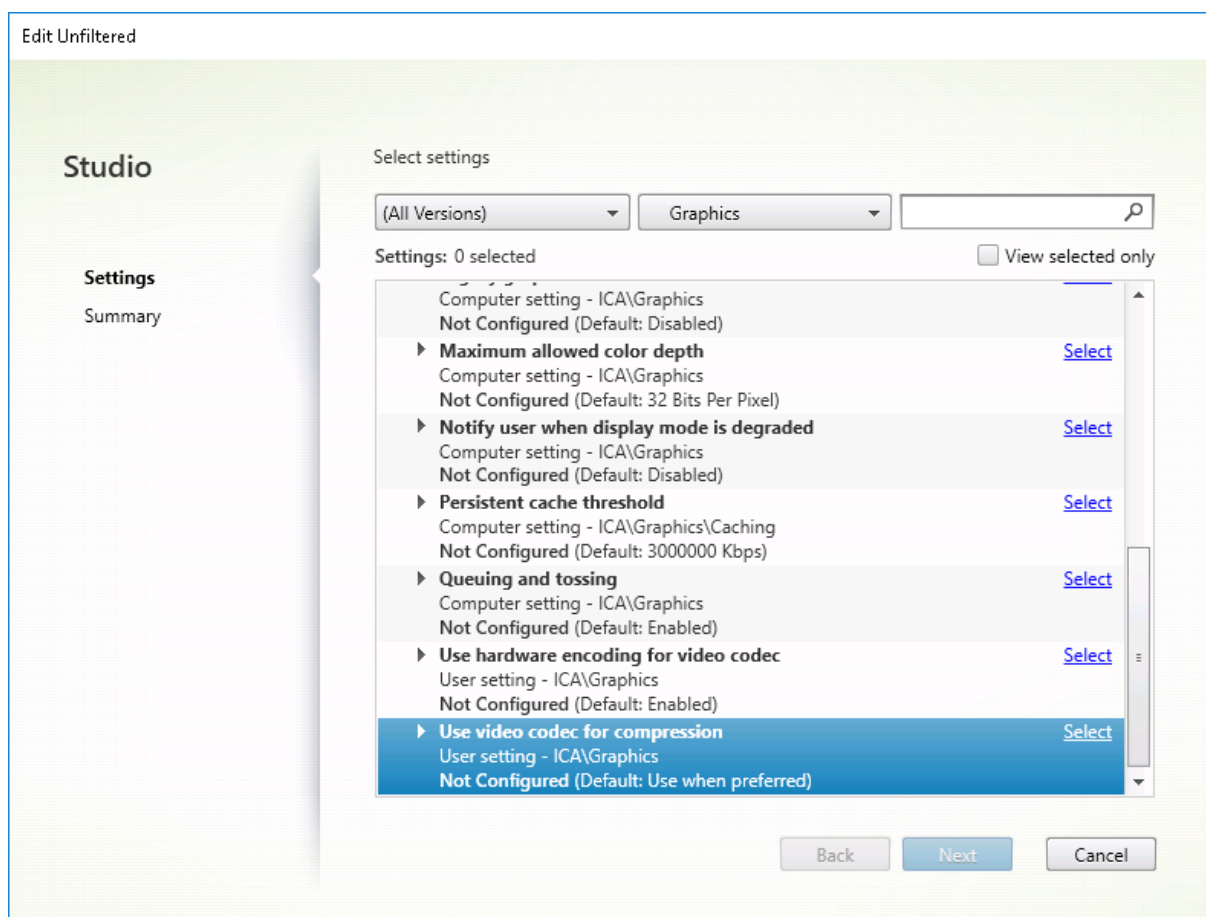 Edit Unfiltered
Studio
Settings
Summary
Select settings
(All Versions)
Graphics
Settings: 0 selected
View selected only
Computer setting - ICA\Graphics
Not Configured (Default: Disabled)
Maximum allowed color depth Select
Computer setting - ICA\Graphics
Not Configured (Default: 32 Bits Per Pixel)
Notify user when display mode is degraded Select
Computer setting - ICA\Graphics
Not Configured (Default: Disabled)
Persistent cache threshold Select
Computer setting - ICA\Graphics\Caching
Not Configured (Default: 3000000 Kbps)
Queuing and tossing Select
Computer setting - ICA\Graphics
Not Configured (Default: Enabled)
Use hardware encoding for video codec Select
User setting - ICA\Graphics
Not Configured (Default: Enabled)
Use video codec for compression Select
User setting - ICA\Graphics
Not Configured (Default: Use when preferred)
Back Next Cancel